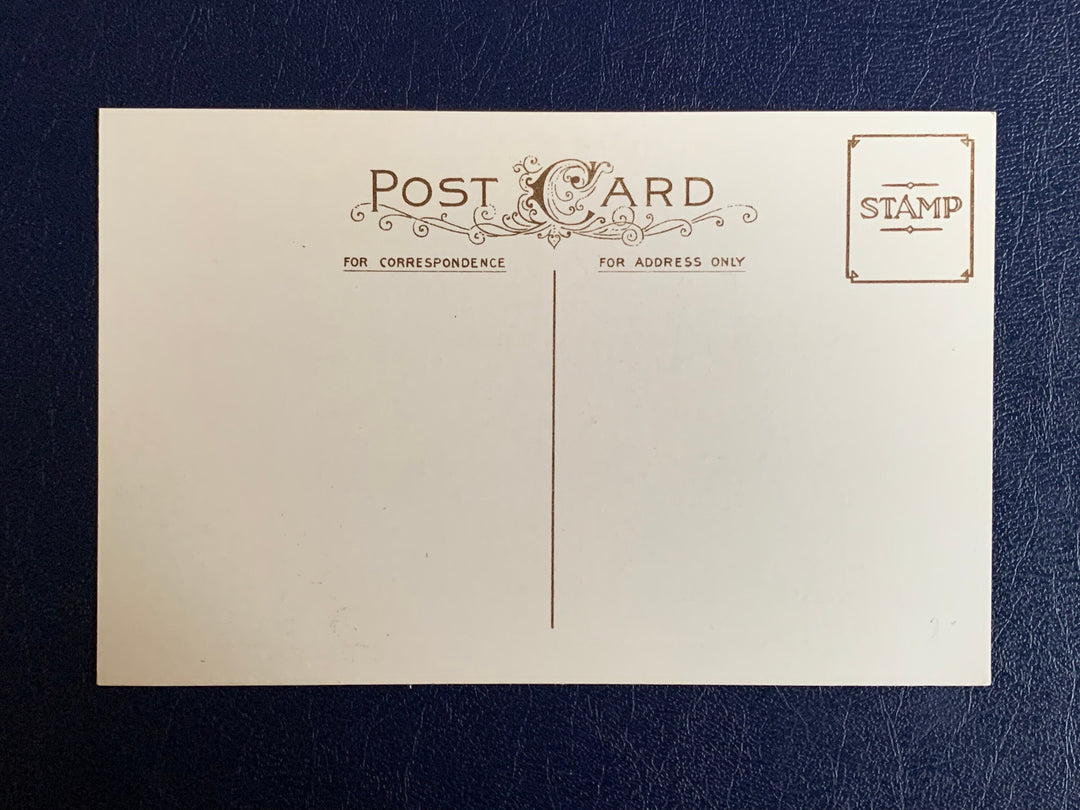 POST CARD
STAMP
FOR CORRESPONDENCE
FOR ADDRESS ONLY